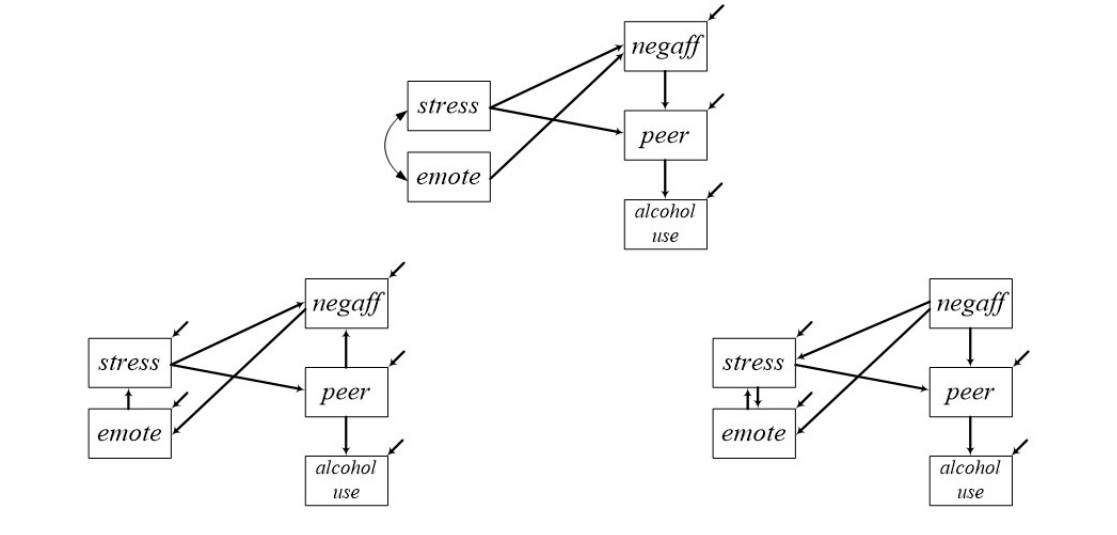 negaff
stress
peer
emote
alcohol
use
negaff
stress
peer
emote
alcohol
use
negaff
stress
peer
emote
alcohol
use